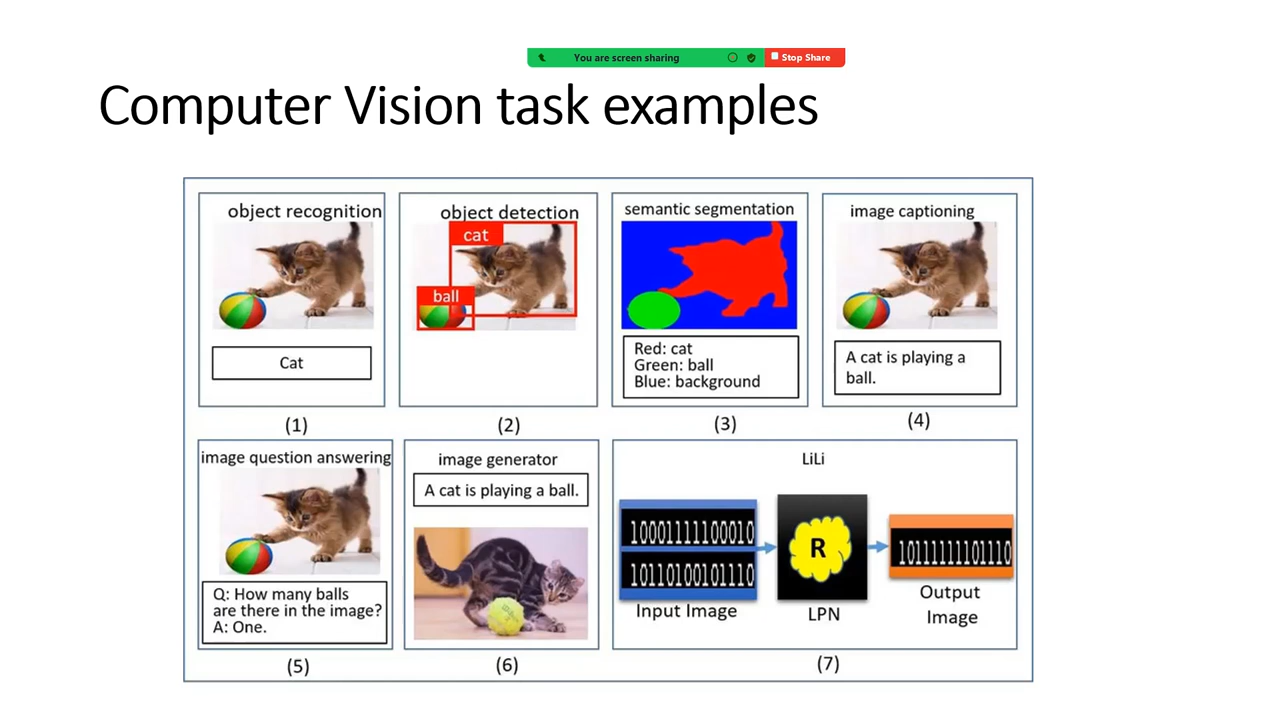 You are screen sharing
Stop Share
Computer Vision task examples
object recognition
Cat
(1)
object detection
cat
ball
(2)
semantic segmentation
Red: cat
Green: ball
Blue: background
(3)
image captioning
A cat is playing a
ball.
(4)
image question answering
Q: How many balls
are there in the image?
A: One.
(5)
image generator
A cat is playing a ball.
(6)
LiLi
10001111100010
10110100101110
Input Image
R
LPN
10111111101110
Output
Image
(7)